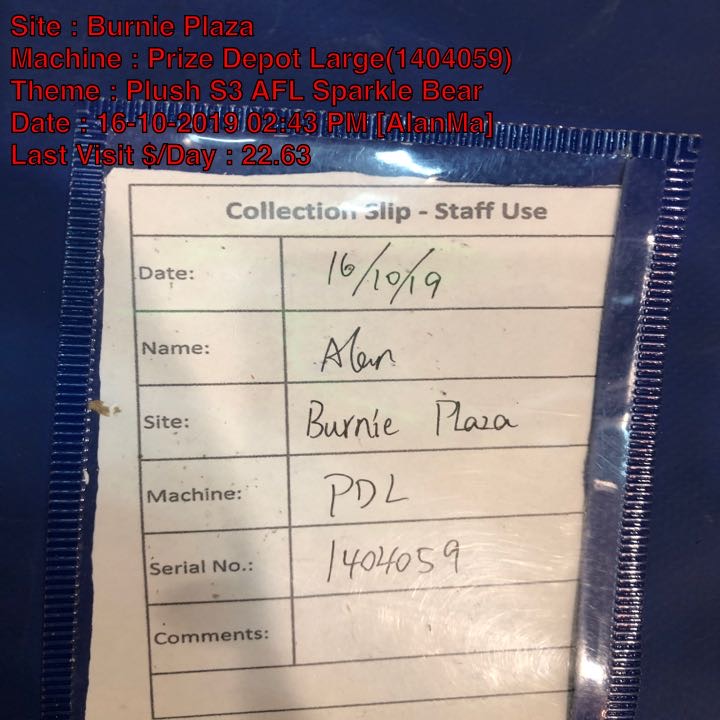 Site : Burnie Plaza
Machine : Prize Depot Large(1404059)
Theme : Plush S3 AFL Sparkle Bear
Date : 16-10-2019 02:43 PM [AlanMa]
Last Visit $/Day : 22.63
Collection Slip - Staff Use
Date: 16/10/19
Name: Alan
Site: Burnie Plaza
Machine: PDL
Serial No.: 1404059
Comments: